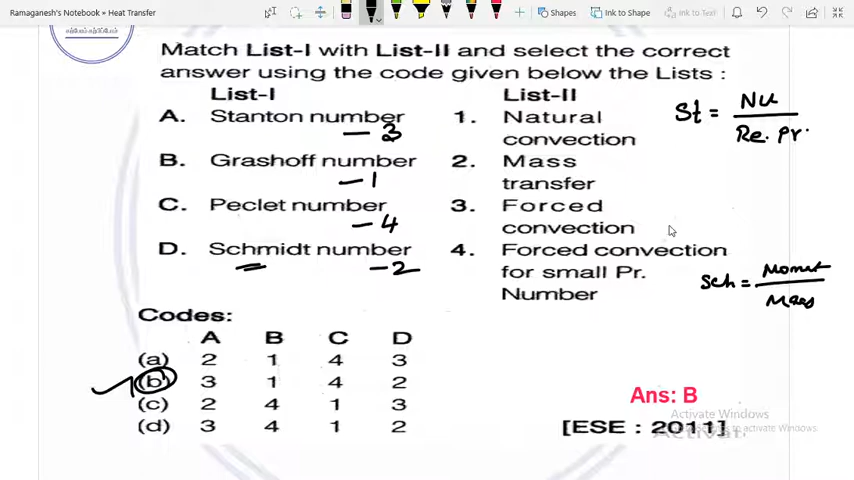 Ramaganesh's Notebook » Heat Transfer
Shapes
Ink to Shape
Ink to Math
Match List-I with List-II and select the correct
answer using the code given below the Lists :
List-I List-II
A. Stanton number 1. Natural
- 3 convection
B. Grashoff number 2. Mass
- 1 transfer
C. Peclet number 3. Forced
- 4 convection
D. Schmidt number 4. Forced convection
- 2 for small Pr.
Number
St = Nu
Re. Pr.
Sch = Moment
Mass
Codes:
A B C D
(a) 2 1 4 3
(b) 3 1 4 2
(c) 2 4 1 3
(d) 3 4 1 2
Ans: B
Activate Windows
[ESE : 2011]